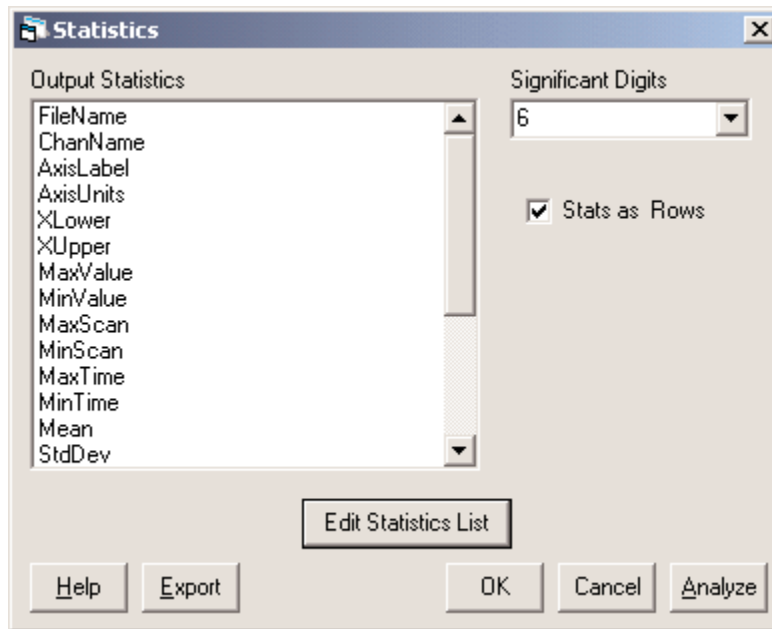 Statistics
Output Statistics
FileName
ChanName
AxisLabel
AxisUnits
XLower
XUpper
MaxValue
MinValue
MaxScan
MinScan
MaxTime
MinTime
Mean
StdDev
Significant Digits
6
Stats as Rows
Edit Statistics List
Help
Export
OK
Cancel
Analyze